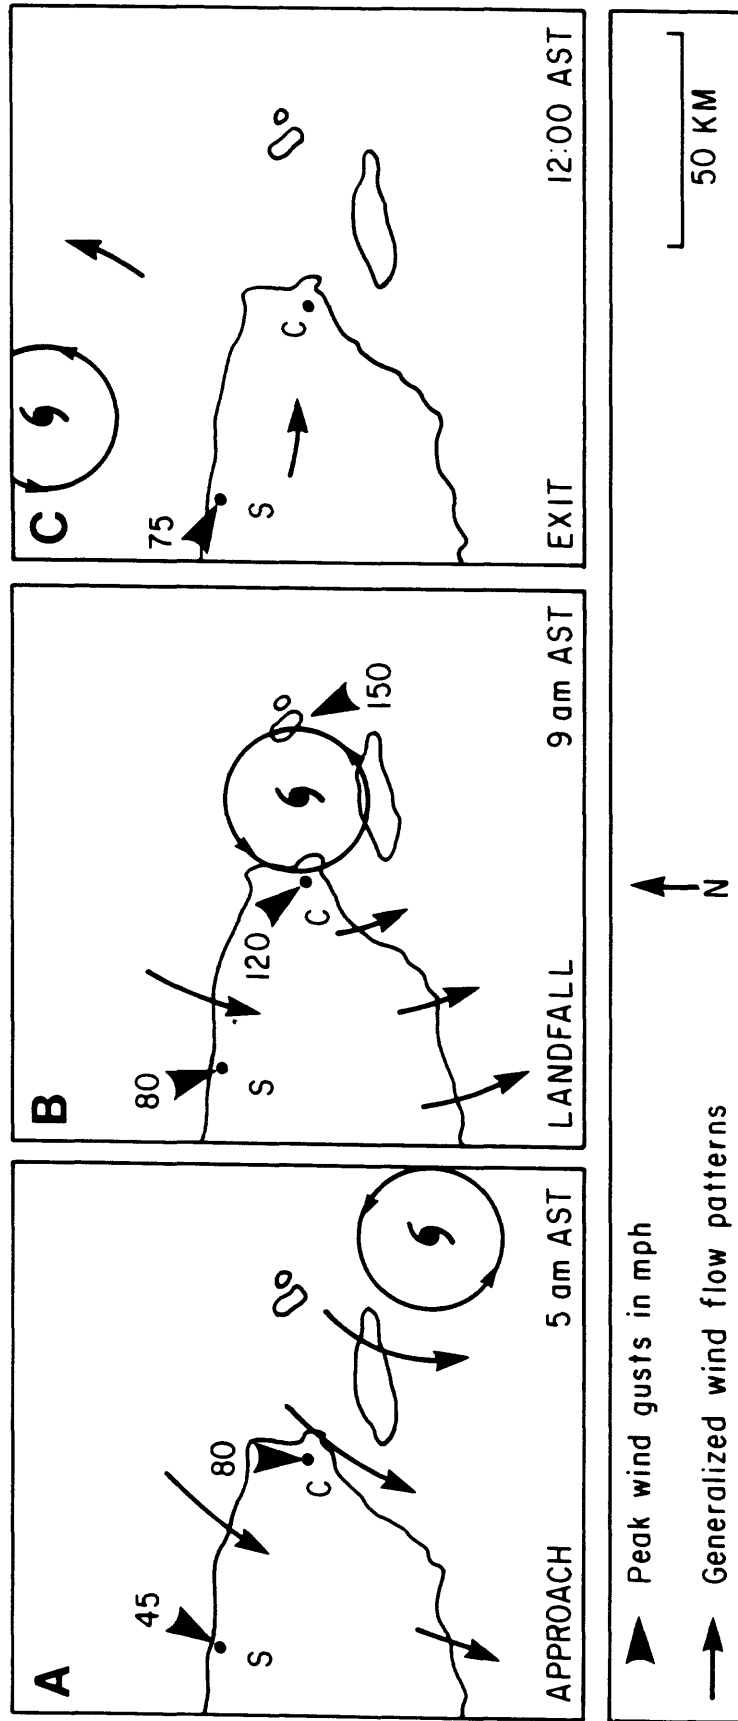 A
45
S
80
C
APPROACH
5 am AST
B
80
S
120
C
150
LANDFALL
9 am AST
C
75
S
C
EXIT
12:00 AST
Peak wind gusts in mph
Generalized wind flow patterns
N
50 KM